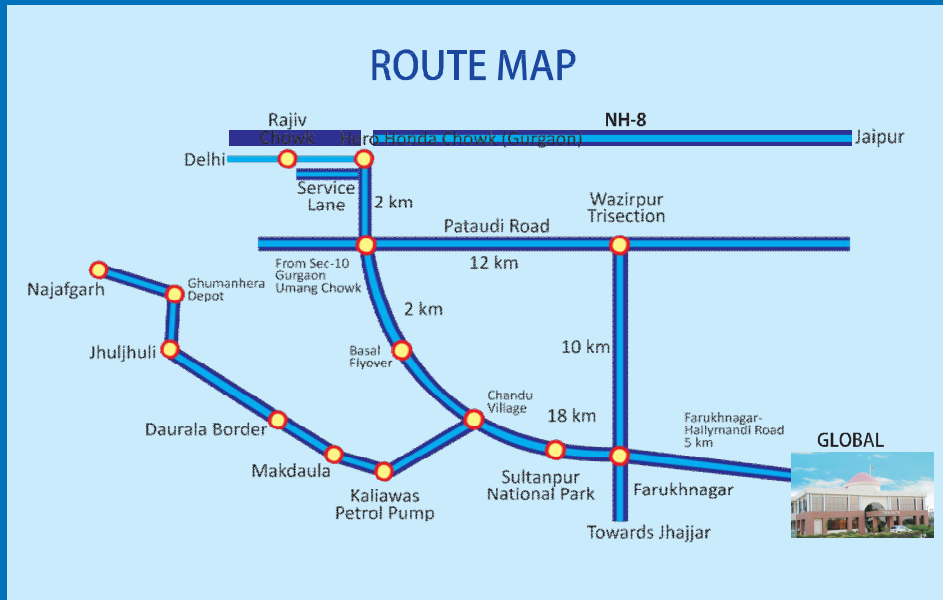 ROUTE MAP
Rajiv
Chowk
Hero Honda Chowk (Gurgaon)
NH-8
Jaipur
Delhi
Service
Lane
2 km
Wazirpur
Trisection
Pataudi Road
12 km
From Sec-10
Gurgaon
Umang Chowk
Najafgarh
Ghumanhera
Depot
2 km
Jhuljhuli
Basal
Flyover
10 km
Chandu
Village
18 km
Farukhnagar-
Hallymandi Road
5 km
GLOBAL
Daurala Border
Makdaula
Kaliawas
Petrol Pump
Sultanpur
National Park
Farukhnagar
Towards Jhajjar